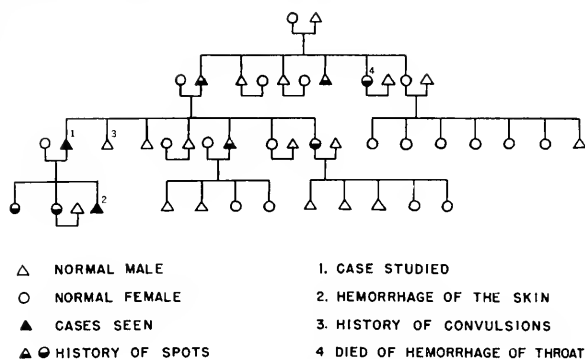 4
1
3
2
NORMAL MALE
NORMAL FEMALE
CASES SEEN
HISTORY OF SPOTS
1. CASE STUDIED
2. HEMORRHAGE OF THE SKIN
3. HISTORY OF CONVULSIONS
4 DIED OF HEMORRHAGE OF THROAT